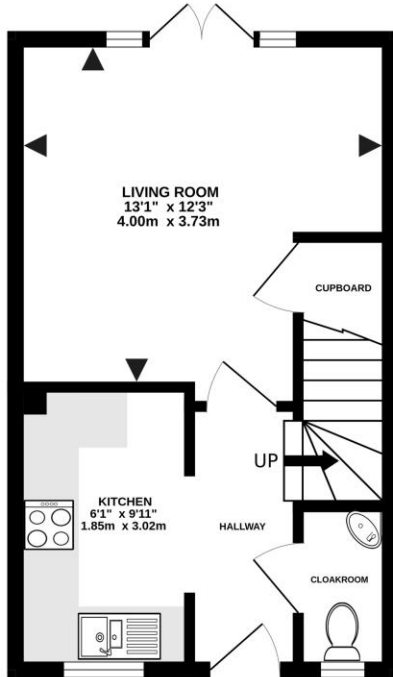 LIVING ROOM
13'1" x 12'3"
4.00m x 3.73m
CUPBOARD
UP
KITCHEN
6'1" x 9'11"
1.85m x 3.02m
HALLWAY
CLOAKROOM